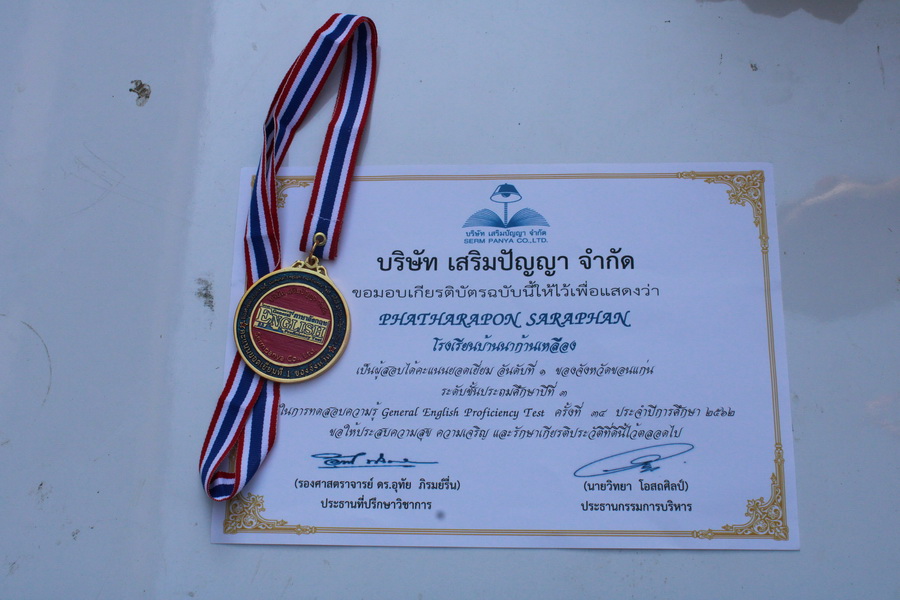 บริษัท เสริมปัญญา จำกัด
SERM PANYA CO.,LTD.
บริษัท เสริมปัญญา จำกัด
ขอมอบเกียรติบัตรฉบับนี้ให้ไว้เพื่อแสดงว่า
PHATHARAPON SARAPHAN
โรงเรียนบ้านนาก้านเหลือง
เป็นผู้สอบได้คะแนนยอดเยี่ยม อันดับที่ ๑ ของจังหวัดขอนแก่น
ระดับชั้นประถมศึกษาปีที่ ๓
ในการทดสอบความรู้ General English Proficiency Test ครั้งที่ ๓๔ ประจำปีการศึกษา ๒๕๖๒
ขอให้ประสบความสุข ความเจริญ และรักษาเกียรติประวัติที่ดีนี้ไว้ตลอดไป
(รองศาสตราจารย์ ดร.อุทัย ภิรมย์รื่น)
ประธานที่ปรึกษาวิชาการ
(นายวิทยา โอสถศิลป์)
ประธานกรรมการบริหาร
ENGLISH